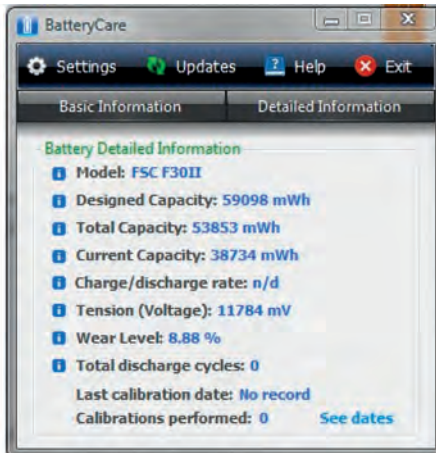 BatteryCare
Settings Updates Help Exit
Basic Information Detailed Information
Battery Detailed Information
Model: FSC F30II
Designed Capacity: 59098 mWh
Total Capacity: 53853 mWh
Current Capacity: 38734 mWh
Charge/discharge rate: n/d
Tension (Voltage): 11784 mV
Wear Level: 8.88 %
Total discharge cycles: 0
Last calibration date: No record
Calibrations performed: 0 See dates